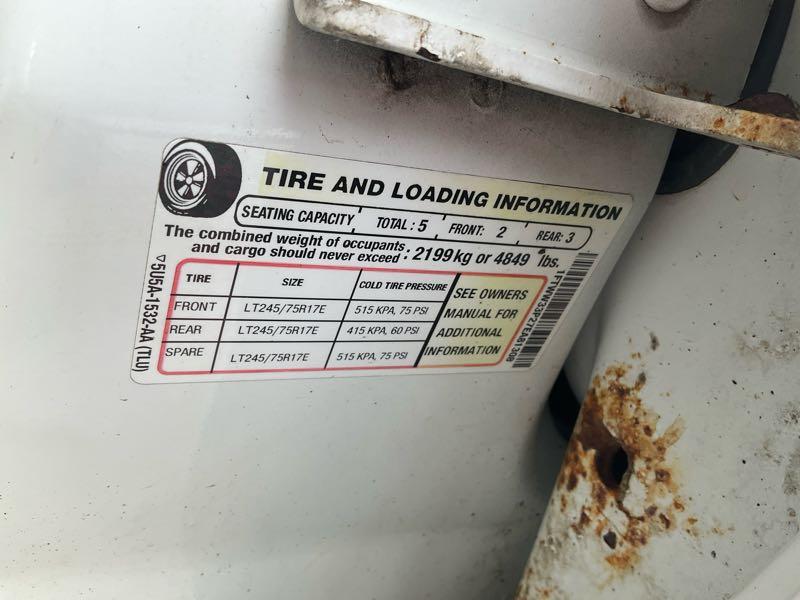 TIRE AND LOADING INFORMATION
SEATING CAPACITY TOTAL : 5 FRONT: 2 REAR: 3
The combined weight of occupants and cargo should never exceed : 2199 kg or 4849 lbs.
TIRE SIZE COLD TIRE PRESSURE
FRONT LT245/75R17E 515 KPA, 75 PSI
REAR LT245/75R17E 415 KPA, 60 PSI
SPARE LT245/75R17E 515 KPA, 75 PSI
SEE OWNERS
MANUAL FOR
ADDITIONAL
INFORMATION
5U5A-1532-AA (TLU)